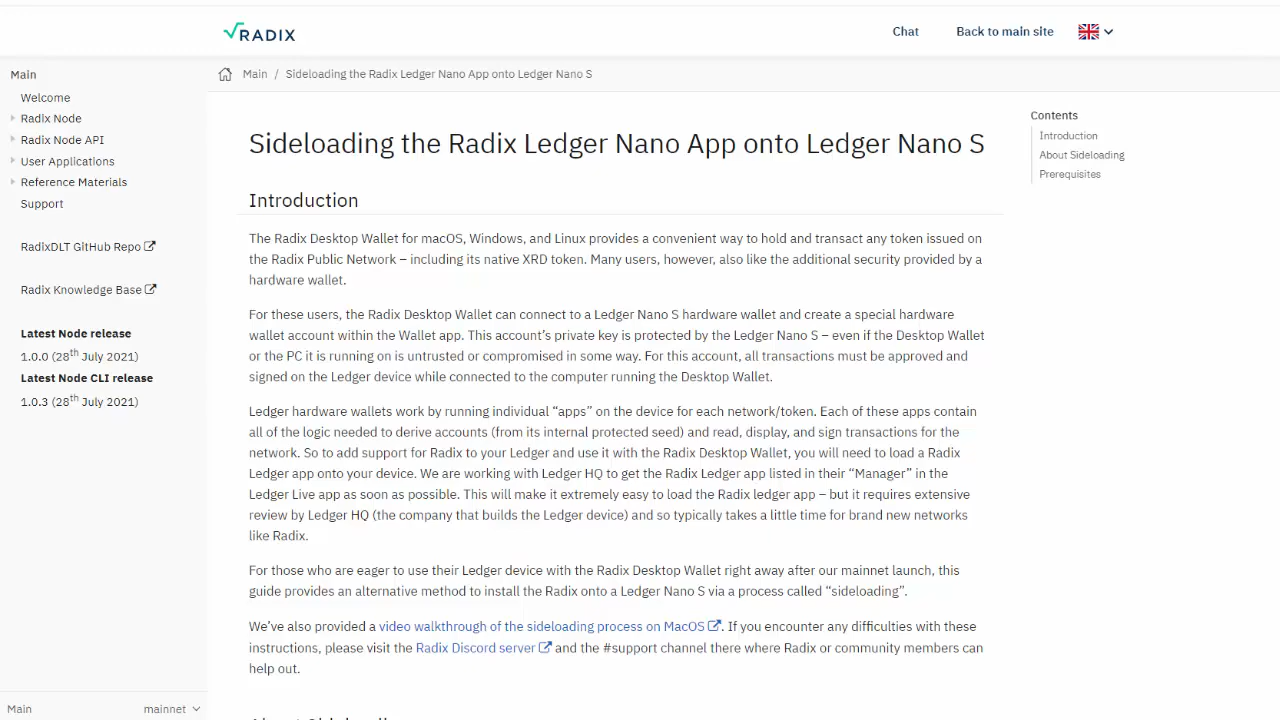 RADIX
Chat
Back to main site
Main
Welcome
Radix Node
Radix Node API
User Applications
Reference Materials
Support
RadixDLT GitHub Repo
Radix Knowledge Base
Latest Node release
1.0.0 (28th July 2021)
Latest Node CLI release
1.0.3 (28th July 2021)
Main
mainnet
Main / Sideloading the Radix Ledger Nano App onto Ledger Nano S
Sideloading the Radix Ledger Nano App onto Ledger Nano S
Introduction
The Radix Desktop Wallet for macOS, Windows, and Linux provides a convenient way to hold and transact any token issued on
the Radix Public Network – including its native XRD token. Many users, however, also like the additional security provided by a
hardware wallet.
For these users, the Radix Desktop Wallet can connect to a Ledger Nano S hardware wallet and create a special hardware
wallet account within the Wallet app. This account’s private key is protected by the Ledger Nano S – even if the Desktop Wallet
or the PC it is running on is untrusted or compromised in some way. For this account, all transactions must be approved and
signed on the Ledger device while connected to the computer running the Desktop Wallet.
Ledger hardware wallets work by running individual “apps” on the device for each network/token. Each of these apps contain
all of the logic needed to derive accounts (from its internal protected seed) and read, display, and sign transactions for the
network. So to add support for Radix to your Ledger and use it with the Radix Desktop Wallet, you will need to load a Radix
Ledger app onto your device. We are working with Ledger HQ to get the Radix Ledger app listed in their “Manager” in the
Ledger Live app as soon as possible. This will make it extremely easy to load the Radix ledger app – but it requires extensive
review by Ledger HQ (the company that builds the Ledger device) and so typically takes a little time for brand new networks
like Radix.
For those who are eager to use their Ledger device with the Radix Desktop Wallet right away after our mainnet launch, this
guide provides an alternative method to install the Radix onto a Ledger Nano S via a process called “sideloading”.
We’ve also provided a video walkthrough of the sideloading process on MacOS. If you encounter any difficulties with these
instructions, please visit the Radix Discord server and the #support channel there where Radix or community members can
help out.
Contents
Introduction
About Sideloading
Prerequisites